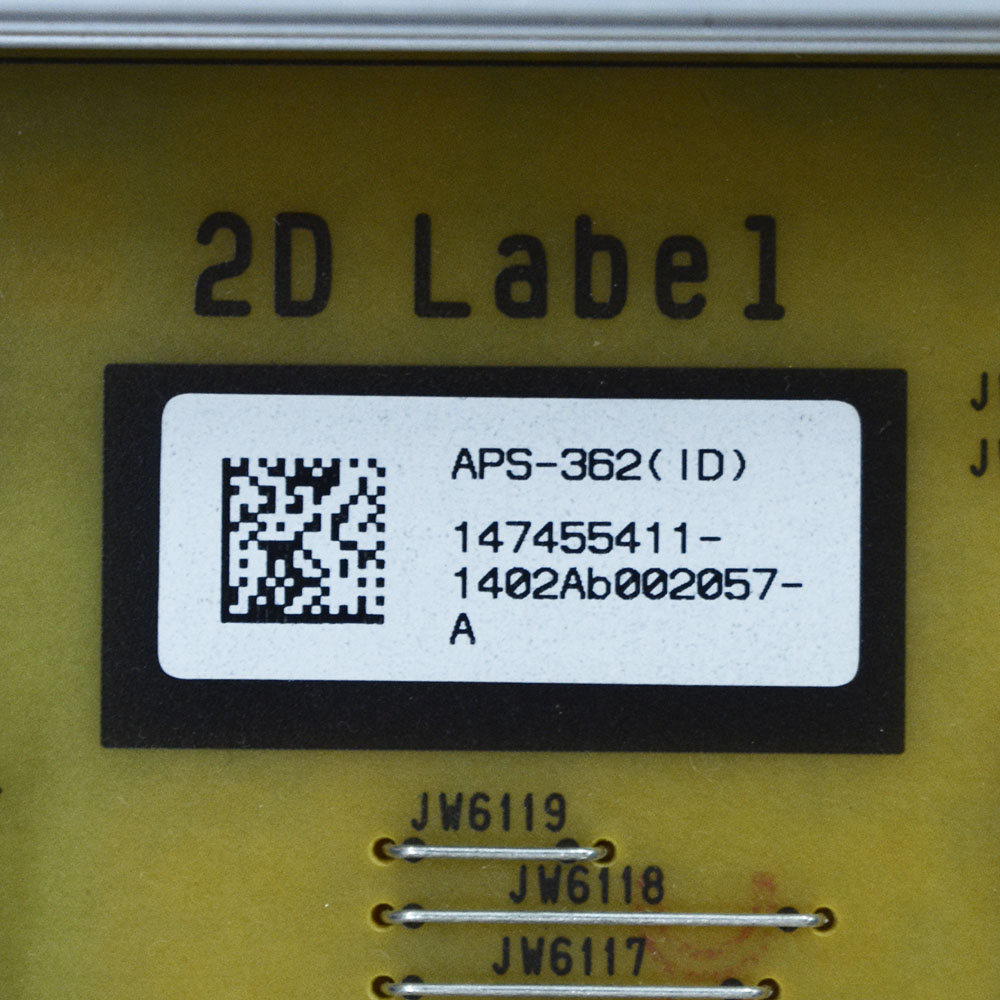 2D Label
APS-362(ID)
147455411-
1402Ab002057-
A
JW6119
JW6118
JW6117